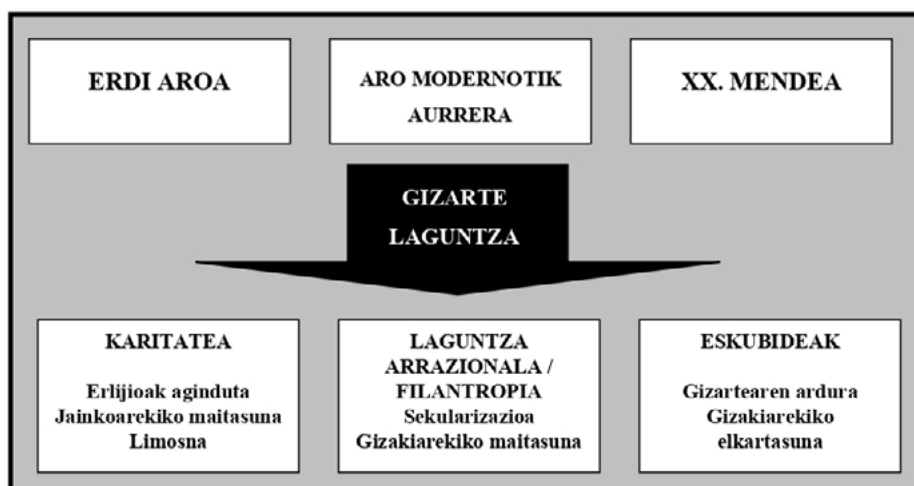 ERDI AROA
ARO MODERNOTIK
AURRERA
XX. MENDEA
GIZARTE
LAGUNTZA
KARITATEA
Erlijioak aginduta
Jainkoarekiko maitasuna
Limosna
LAGUNTZA
ARRAZIONALA /
FILANTROPIA
Sekularizazioa
Gizakiarekiko maitasuna
ESKUBIDEAK
Gizartearen ardura
Gizakiarekiko
elkartasuna